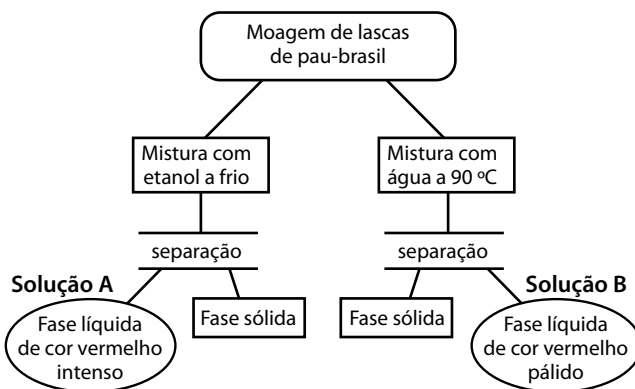 Moagem de lascas
de pau-brasil
Mistura com
etanol a frio
Mistura com
água a 90 ºC
separação
separação
Solução A
Solução B
Fase líquida
de cor vermelho
intenso
Fase sólida
Fase sólida
Fase líquida
de cor vermelho
pálido